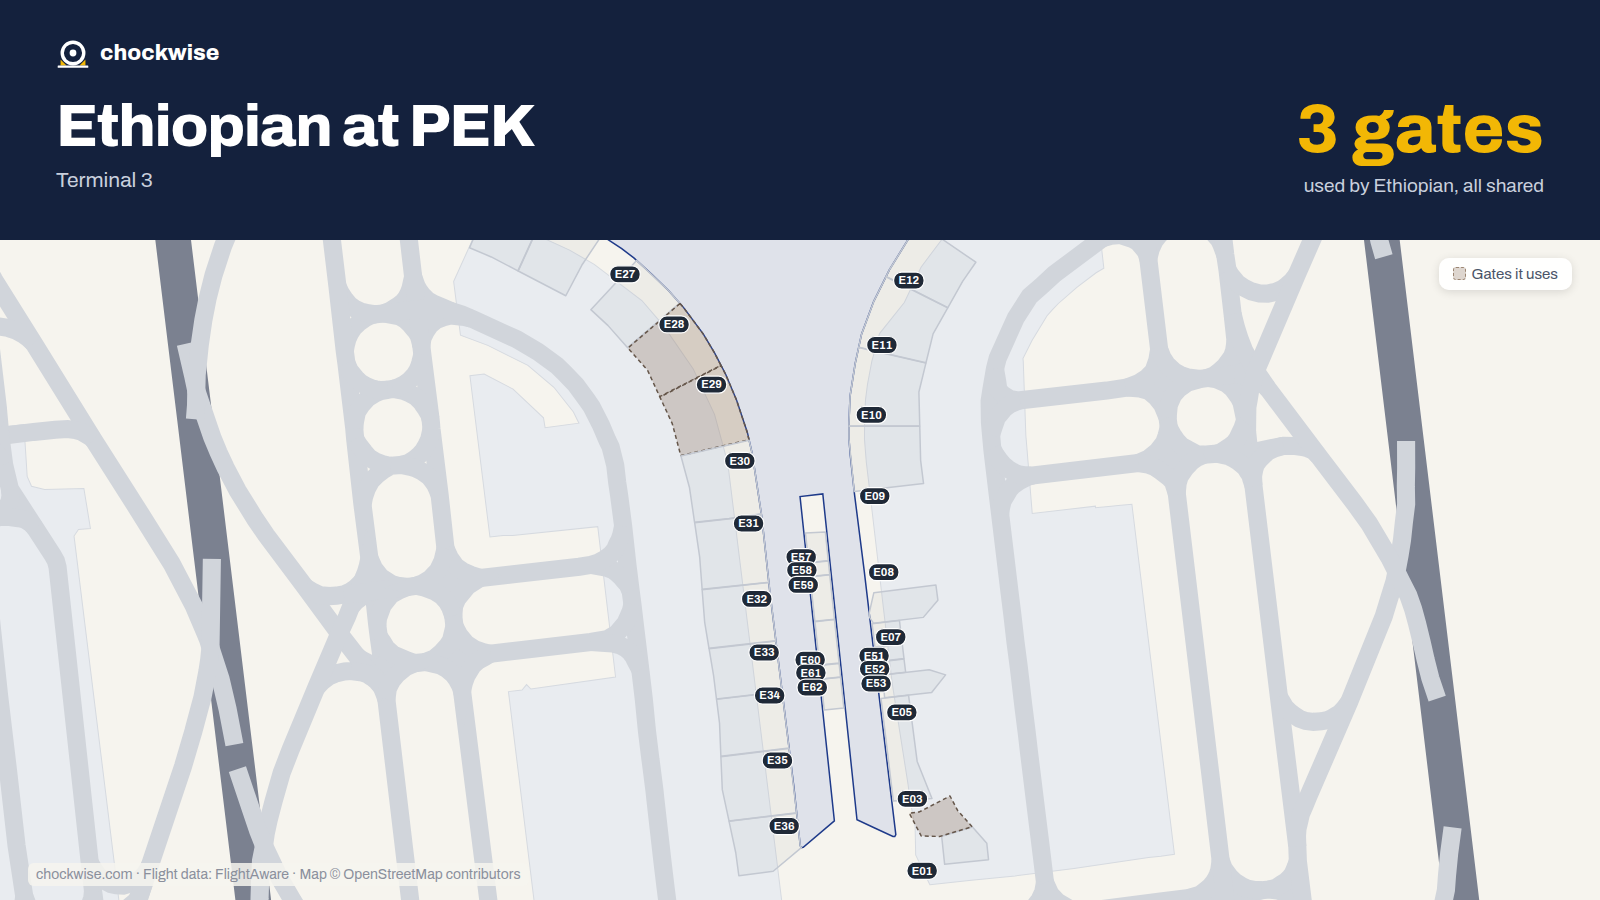 chockwise
Ethiopian at PEK
Terminal 3
3 gates
used by Ethiopian, all shared
Gates it uses
E27
E12
E28
E11
E29
E10
E30
E09
E31
E57
E58
E59
E08
E32
E07
E33
E51
E60
E52
E61
E53
E62
E34
E05
E35
E03
E36
E01
chockwise.com · Flight data: FlightAware · Map © OpenStreetMap contributors